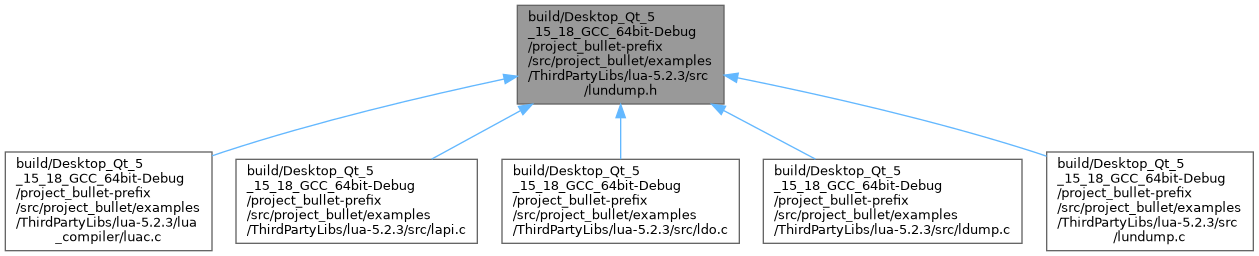 build/Desktop_Qt_5
_15_18_GCC_64bit-Debug
/project_bullet-prefix
/src/project_bullet/examples
/ThirdPartyLibs/lua-5.2.3/src
/lundump.h
build/Desktop_Qt_5
_15_18_GCC_64bit-Debug
/project_bullet-prefix
/src/project_bullet/examples
/ThirdPartyLibs/lua-5.2.3/lua
_compiler/luac.c
build/Desktop_Qt_5
_15_18_GCC_64bit-Debug
/project_bullet-prefix
/src/project_bullet/examples
/ThirdPartyLibs/lua-5.2.3/src/lapi.c
build/Desktop_Qt_5
_15_18_GCC_64bit-Debug
/project_bullet-prefix
/src/project_bullet/examples
/ThirdPartyLibs/lua-5.2.3/src/ldo.c
build/Desktop_Qt_5
_15_18_GCC_64bit-Debug
/project_bullet-prefix
/src/project_bullet/examples
/ThirdPartyLibs/lua-5.2.3/src/ldump.c
build/Desktop_Qt_5
_15_18_GCC_64bit-Debug
/project_bullet-prefix
/src/project_bullet/examples
/ThirdPartyLibs/lua-5.2.3/src
/lundump.c